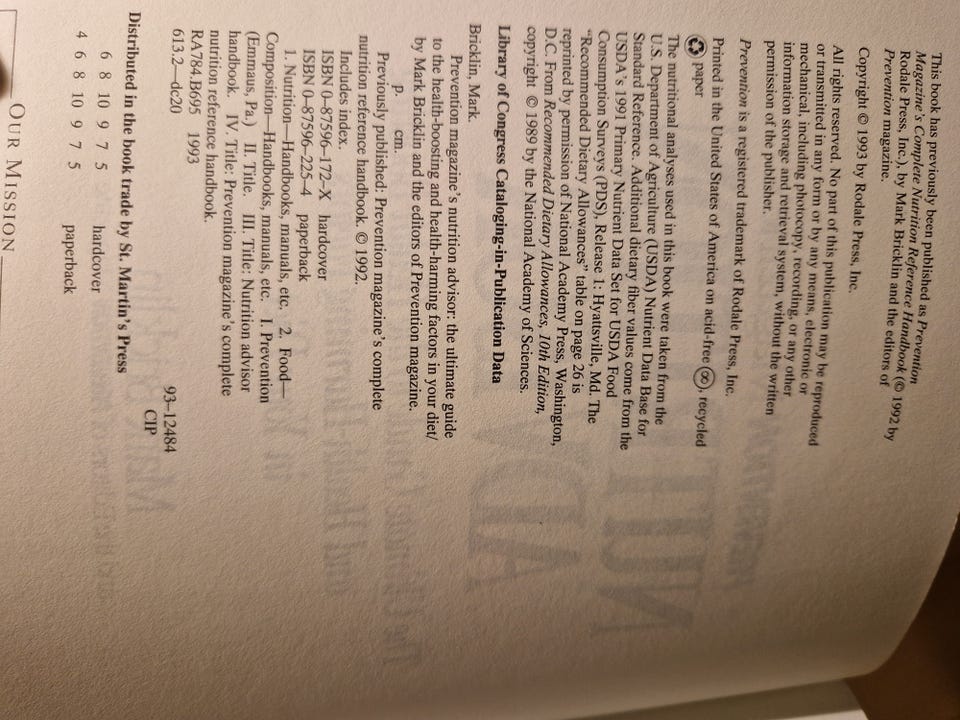 This book has previously been published as Prevention
Magazine's Complete Nutrition Reference Handbook (© 1992 by
Rodale Press, Inc.), by Mark Bricklin and the editors of
Prevention magazine.
Copyright © 1993 by Rodale Press, Inc.
All rights reserved. No part of this publication may be reproduced
or transmitted in any form or by any means, electronic or
mechanical, including photocopy, recording, or any other
information storage and retrieval system, without the written
permission of the publisher.
Prevention is a registered trademark of Rodale Press, Inc.
Printed in the United States of America on acid-free ∞ recycled
♻ paper
The nutritional analyses used in this book were taken from the
U.S. Department of Agriculture (USDA) Nutrient Data Base for
Standard Reference. Additional dietary fiber values come from the
USDA's 1991 Primary Nutrient Data Set for USDA Food
Consumption Surveys (PDS), Release 1: Hyattsville, Md. The
"Recommended Dietary Allowances" table on page 26 is
reprinted by permission of National Academy Press, Washington,
D.C. From Recommended Dietary Allowances, 10th Edition,
copyright © 1989 by the National Academy of Sciences.
Library of Congress Cataloging-in-Publication Data
Bricklin, Mark.
Prevention magazine's nutrition advisor: the ultimate guide
to the health-boosting and health-harming factors in your diet/
by Mark Bricklin and the editors of Prevention magazine.
p. cm.
Previously published: Prevention magazine's complete
nutrition reference handbook. © 1992.
Includes index.
ISBN 0–87596–172–X hardcover
ISBN 0–87596–225–4 paperback
1. Nutrition—Handbooks, manuals, etc. 2. Food—
Composition—Handbooks, manuals, etc. I. Prevention
(Emmaus, Pa.) II. Title. III. Title: Nutrition advisor
handbook. IV. Title: Prevention magazine's complete
nutrition reference handbook.
RA784.B695 1993
613.2—dc20 93–12484
CIP
Distributed in the book trade by St. Martin's Press
6 8 10 9 7 5 hardcover
4 6 8 10 9 7 5 paperback
OUR MISSION